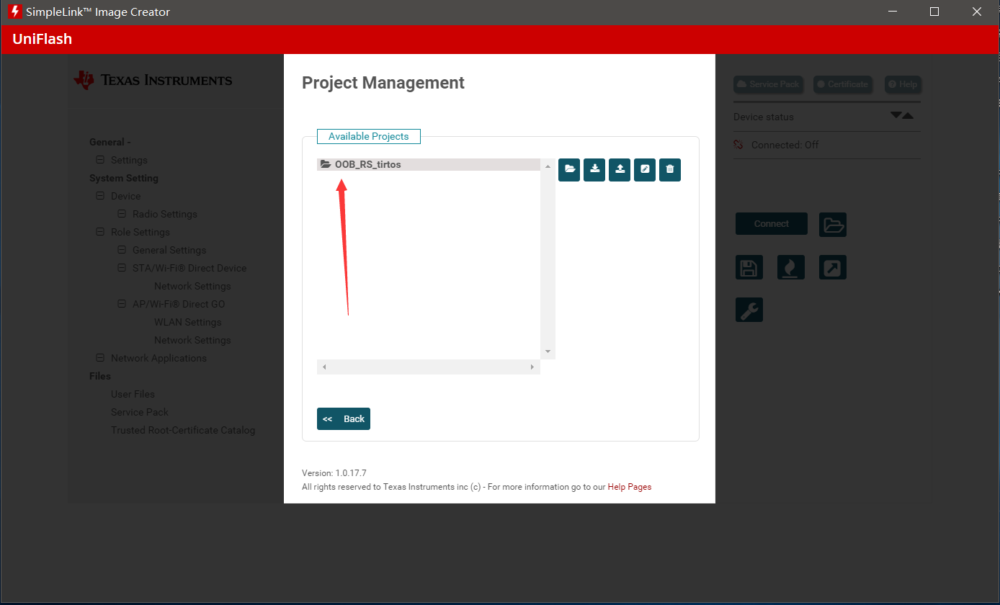 SimpleLink™ Image Creator
UniFlash
TEXAS INSTRUMENTS
General -
Settings
System Setting
Device
Radio Settings
Role Settings
General Settings
STA/Wi-Fi® Direct Device
Network Settings
AP/Wi-Fi® Direct GO
WLAN Settings
Network Settings
Network Applications
Files
User Files
Service Pack
Trusted Root-Certificate Catalog
Project Management
Available Projects
OOB_RS_tirtos
<< Back
Version: 1.0.17.7
All rights reserved to Texas Instruments inc (c) - For more information go to our Help Pages
Service Pack
Certificate
Help
Device status
Connected: Off
Connect